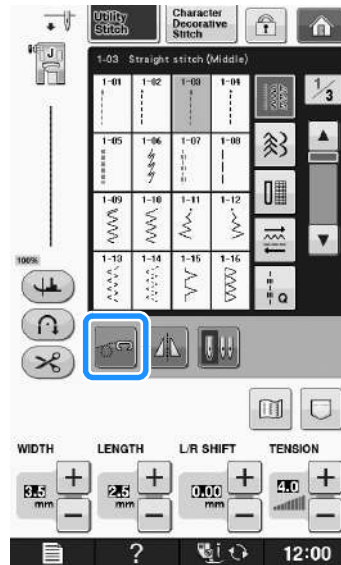 Utility Stitch
Character Decorative Stitch
J
1-03 Straight stitch (Middle)
1/3
1-01 1-02 1-03 1-04
1-05 1-06 1-07 1-08
1-09 1-10 1-11 1-12
1-13 1-14 1-15 1-16
Q
100%
WIDTH LENGTH L/R SHIFT TENSION
3.5 mm + − 2.5 mm + − 0.00 mm + − 4.0 + −
? i 12:00